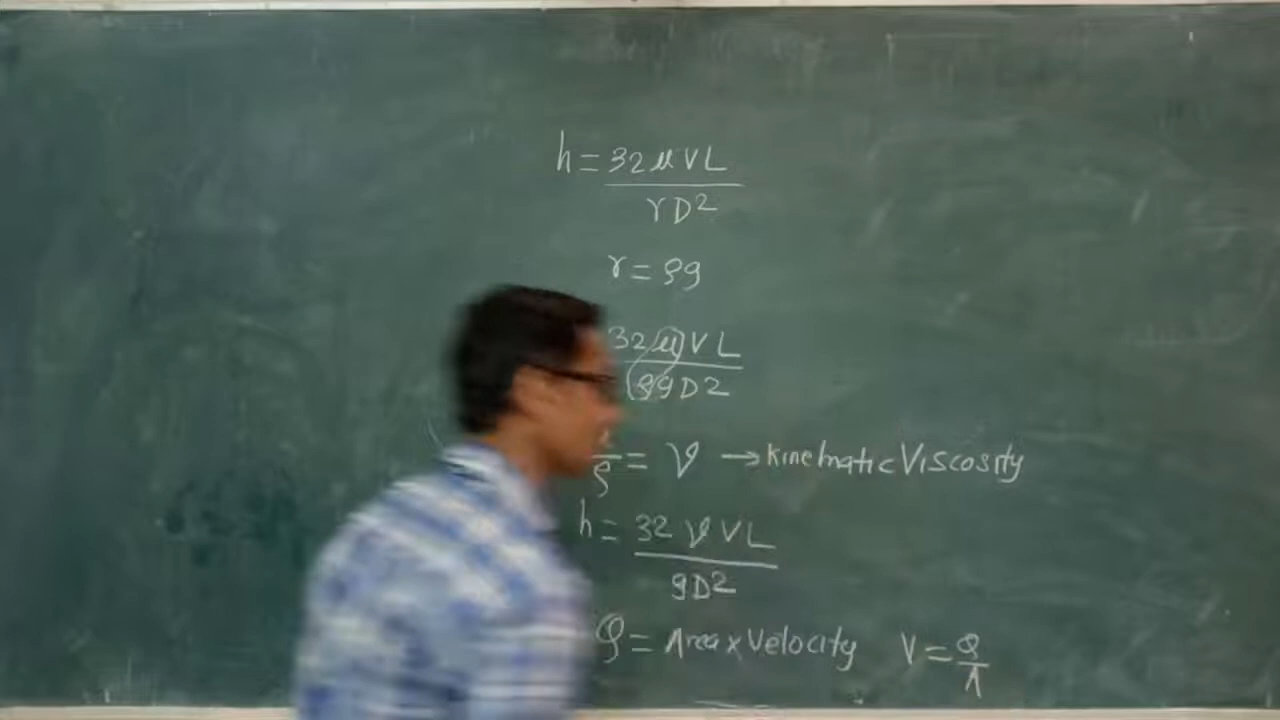 h = 32 μ V L / γ D²
γ = ρg
32 μ V L / ρ g D²
/ ρ = ν → Kinematic Viscosity
h = 32 ν V L / g D²
Q = Area x Velocity V = Q / A